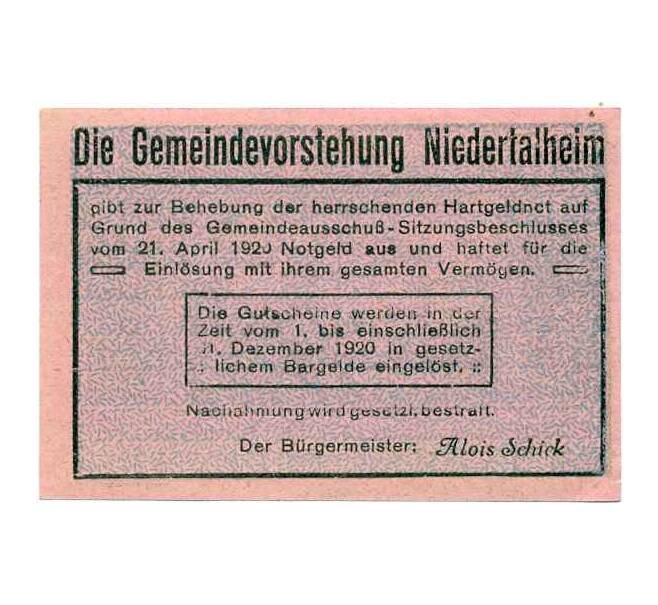 Die Gemeindevorstehung Niedertalheim
gibt zur Behebung der herrschenden Hartgeldnot auf
Grund des Gemeindeausschuß-Sitzungsbeschlusses
vom 21. April 1920 Notgeld aus und haftet für die
Einlösung mit ihrem gesamten Vermögen.
Die Gutscheine werden in der
Zeit vom 1. bis einschließlich
31. Dezember 1920 in gesetz-
lichem Bargelde eingelöst.
Nachahmung wird gesetzl. bestraft.
Der Bürgermeister: Alois Schick